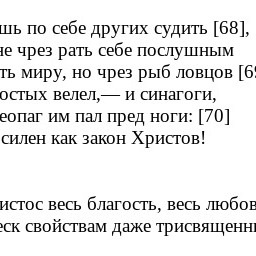 шь по себе других судить [68],
не чрез рать себе послушным
ть миру, но чрез рыб ловцов [69
остых велел,— и синагоги,
еопаг им пал пред ноги: [70]
силен как закон Христов!
истос весь благость, весь любов
еск свойствам даже трисвященн